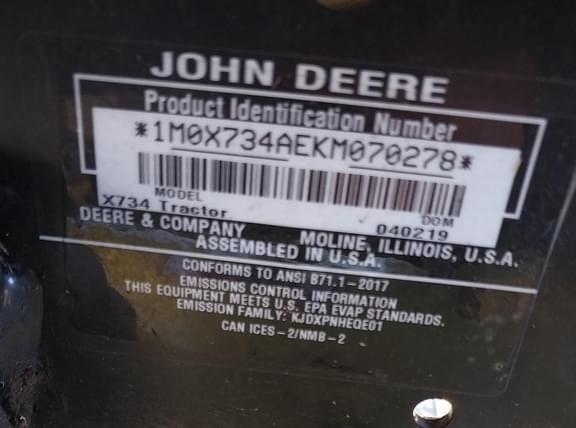 JOHN DEERE
Product Identification Number
*1M0X734AEKM070278*
MODEL DOM
X734 Tractor 040219
DEERE & COMPANY MOLINE, ILLINOIS, U.S.A.
ASSEMBLED IN U.S.A.
CONFORMS TO ANSI B71.1-2017
EMISSIONS CONTROL INFORMATION
THIS EQUIPMENT MEETS U.S. EPA EVAP STANDARDS.
EMISSION FAMILY: KJDXPNHEQE01
CAN ICES-2/NMB-2